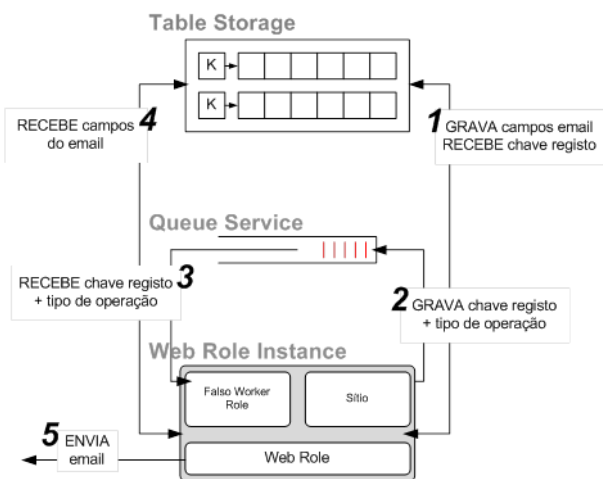 Table Storage
K
K
RECEBE campos 4
do email
1 GRAVA campos email
RECEBE chave registo
Queue Service
RECEBE chave registo 3
+ tipo de operação
2 GRAVA chave registo
+ tipo de operação
Web Role Instance
Falso Worker
Role
Sítio
5 ENVIA
email
Web Role